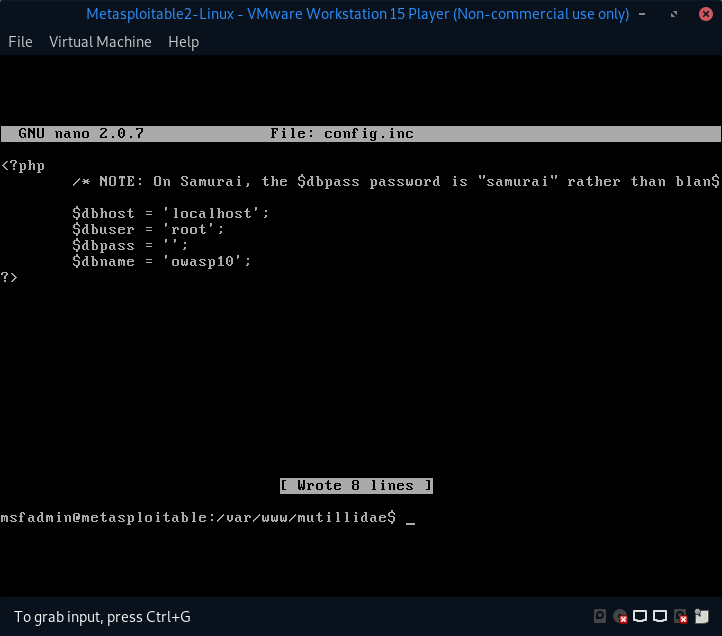 Metasploitable2-Linux - VMware Workstation 15 Player (Non-commercial use only)
File Virtual Machine Help
GNU nano 2.0.7 File: config.inc
<?php
/* NOTE: On Samurai, the $dbpass password is "samurai" rather than blan$
$dbhost = 'localhost';
$dbuser = 'root';
$dbpass = '';
$dbname = 'owasp10';
?>
[ Wrote 8 lines ]
msfadmin@metasploitable:/var/www/mutillidae$ _
To grab input, press Ctrl+G